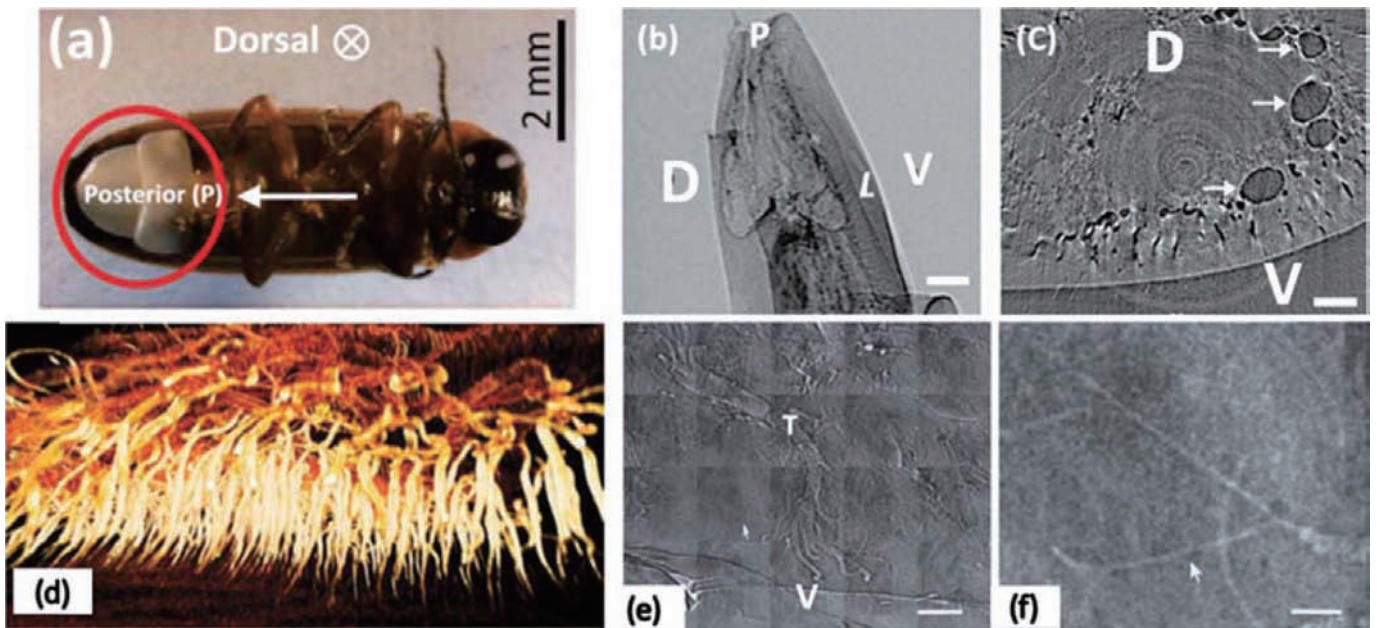 (a)
Dorsal ⊗
2 mm
Posterior (P)
(b)
P
D
V
L
(C)
D
V
(d)
T
V
(e)
(f)